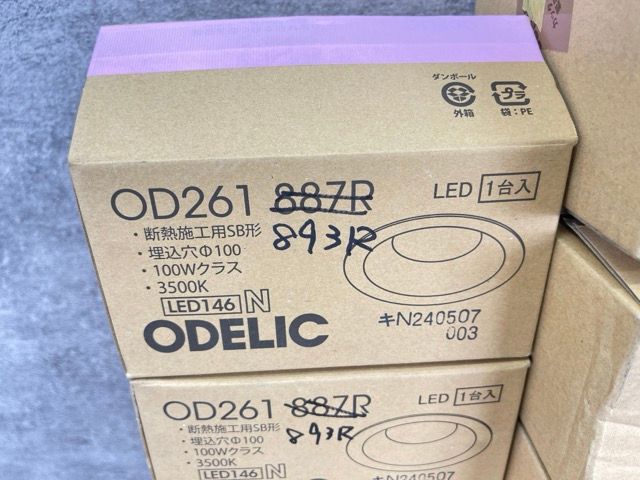 ダンボール
外箱
プラ
袋:PE
OD261 887R
893R
LED 1台入
・断熱施工用SB形
・埋込穴Φ100
・100Wクラス
・3500K
LED146 N
ODELIC
キN240507
003
OD261 887R
893R
LED 1台入
・断熱施工用SB形
・埋込穴Φ100
・100Wクラス
・3500K
LED146 N
ODELIC
キN240507